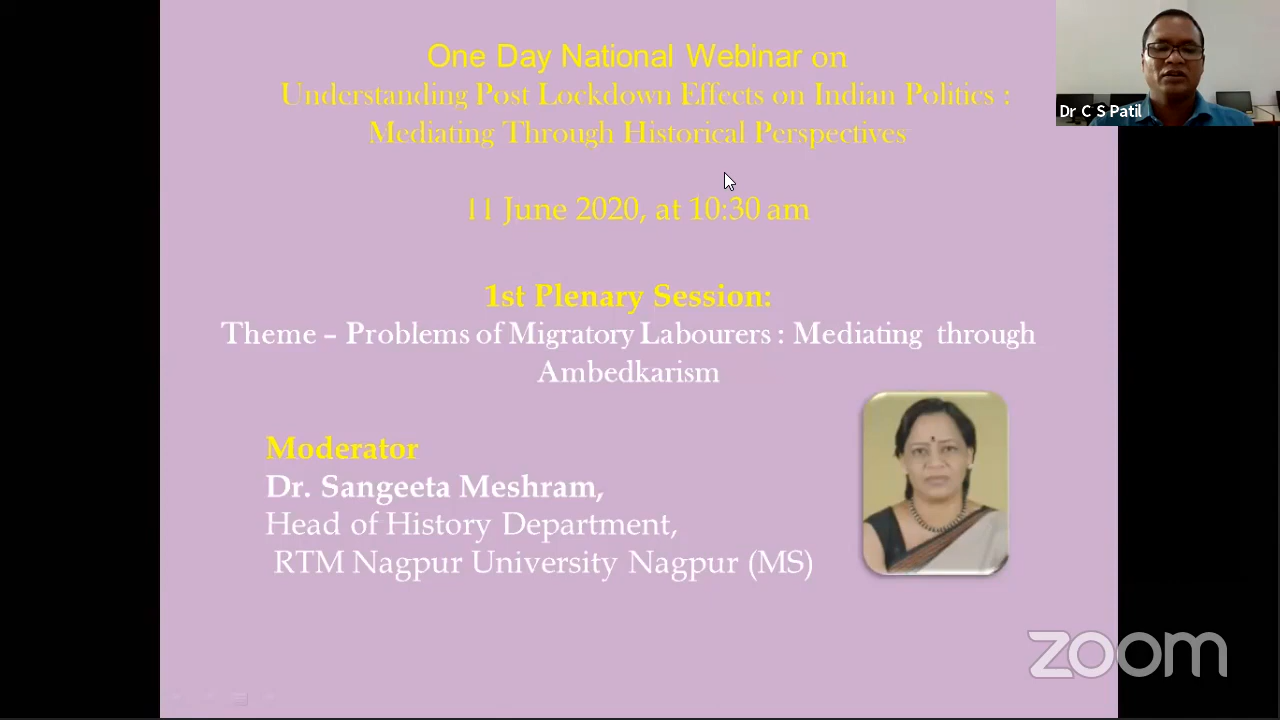 One Day National Webinar on
Understanding Post Lockdown Effects on Indian Politics :
Mediating Through Historical Perspectives
11 June 2020, at 10:30 am
1st Plenary Session:
Theme – Problems of Migratory Labourers : Mediating through
Ambedkarism
Moderator
Dr. Sangeeta Meshram,
Head of History Department,
RTM Nagpur University Nagpur (MS)
Dr C S Patil
zoom